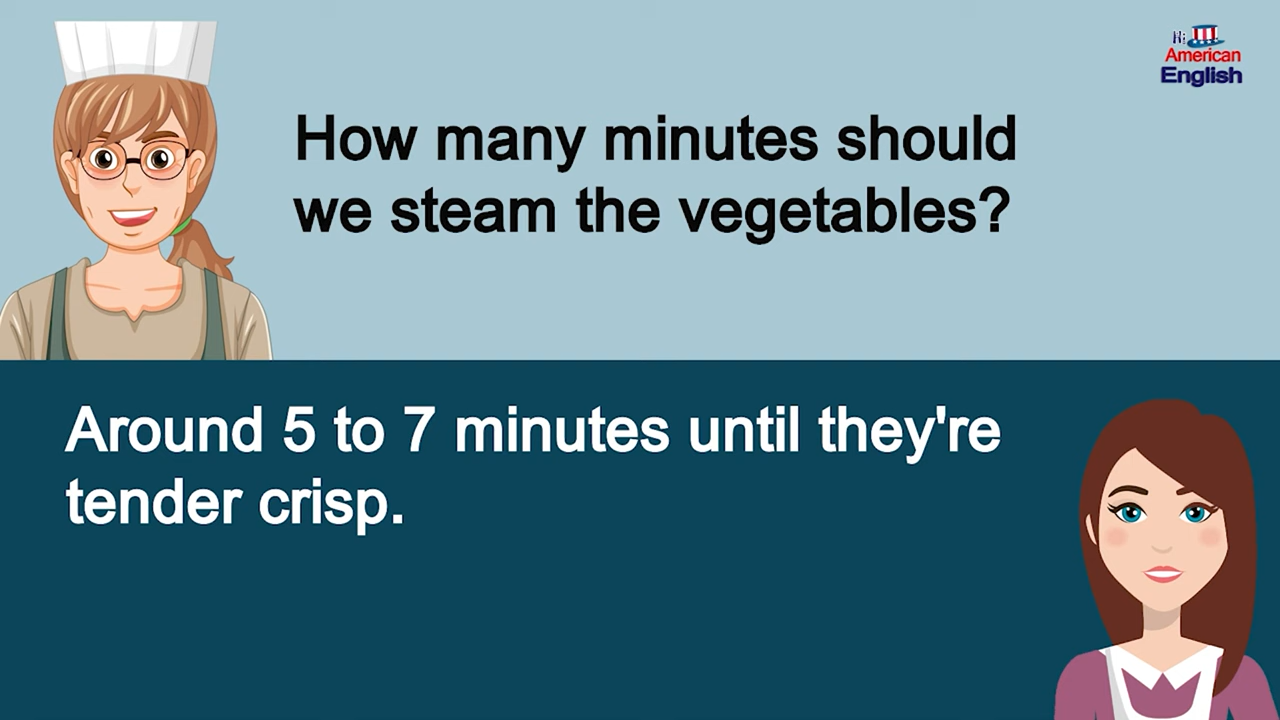 Hi
American
English
How many minutes should
we steam the vegetables?
Around 5 to 7 minutes until they're
tender crisp.